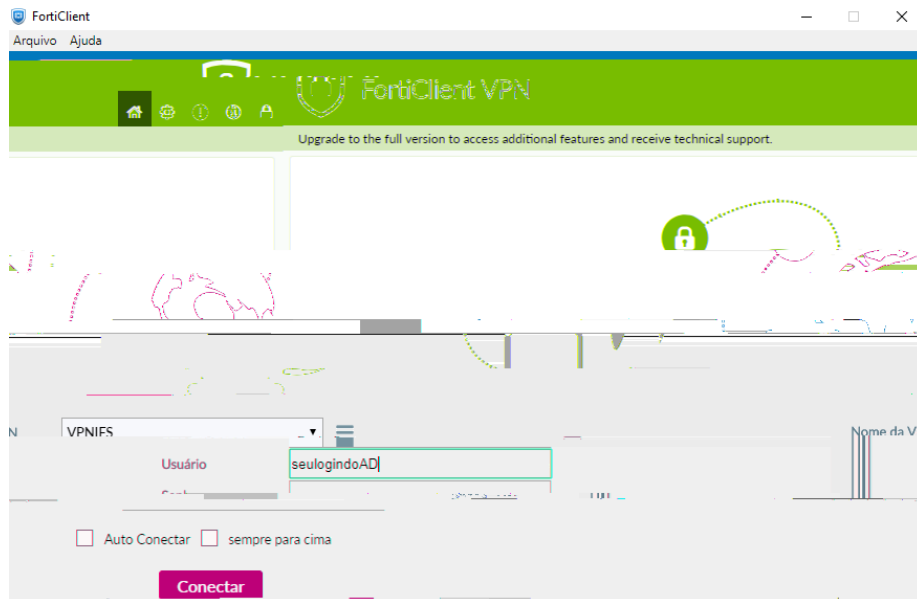 FortiClient
Arquivo Ajuda
FortiClient VPN
Upgrade to the full version to access additional features and receive technical support.
Nome da V
N VPNIFS
Usuário seulogindoAD
Auto Conectar sempre para cima
Conectar